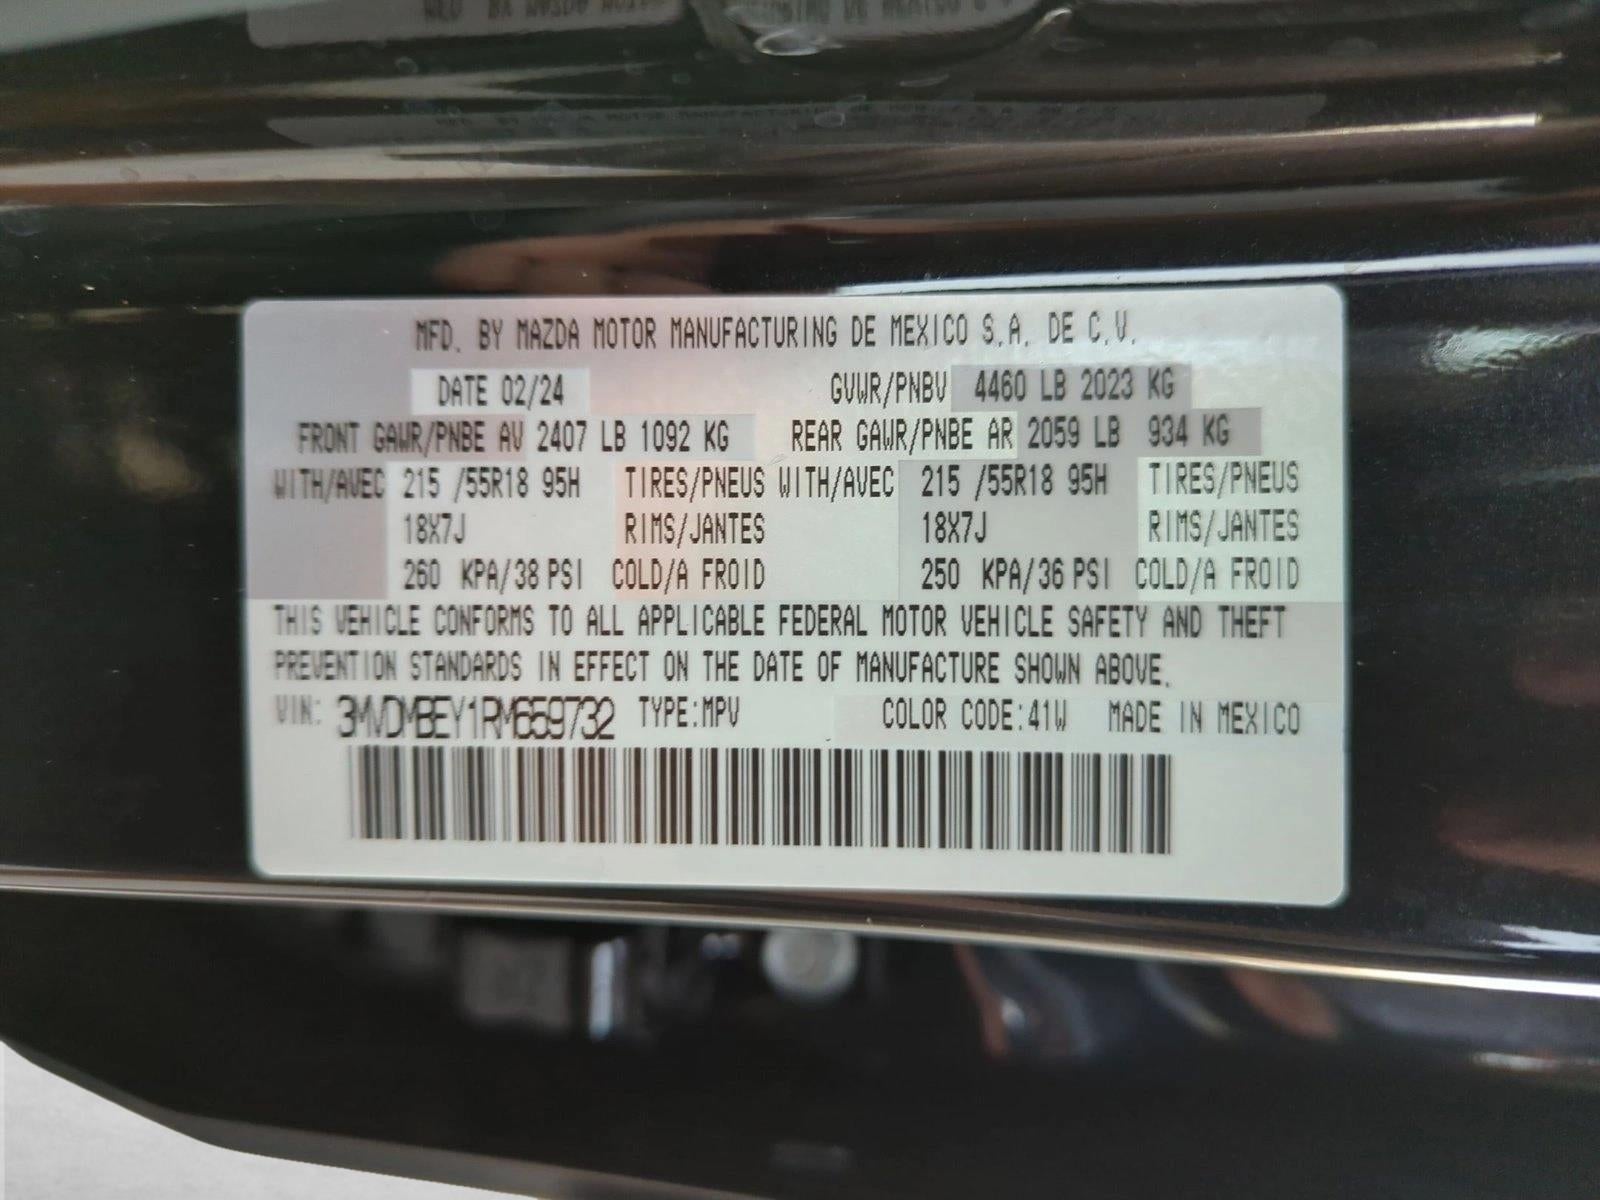 MFD. BY MAZDA MOTOR MANUFACTURING DE MEXICO S.A. DE C.V.
DATE 02/24 GVWR/PNBV 4460 LB 2023 KG
FRONT GAWR/PNBE AV 2407 LB 1092 KG REAR GAWR/PNBE AR 2059 LB 934 KG
WITH/AVEC 215 /55R18 95H TIRES/PNEUS WITH/AVEC 215 /55R18 95H TIRES/PNEUS
18X7J RIMS/JANTES 18X7J RIMS/JANTES
260 KPA/38 PSI COLD/A FROID 250 KPA/36 PSI COLD/A FROID
THIS VEHICLE CONFORMS TO ALL APPLICABLE FEDERAL MOTOR VEHICLE SAFETY AND THEFT
PREVENTION STANDARDS IN EFFECT ON THE DATE OF MANUFACTURE SHOWN ABOVE.
VIN: 3MVDMBEY1RM659732 TYPE:MPV COLOR CODE:41W MADE IN MEXICO